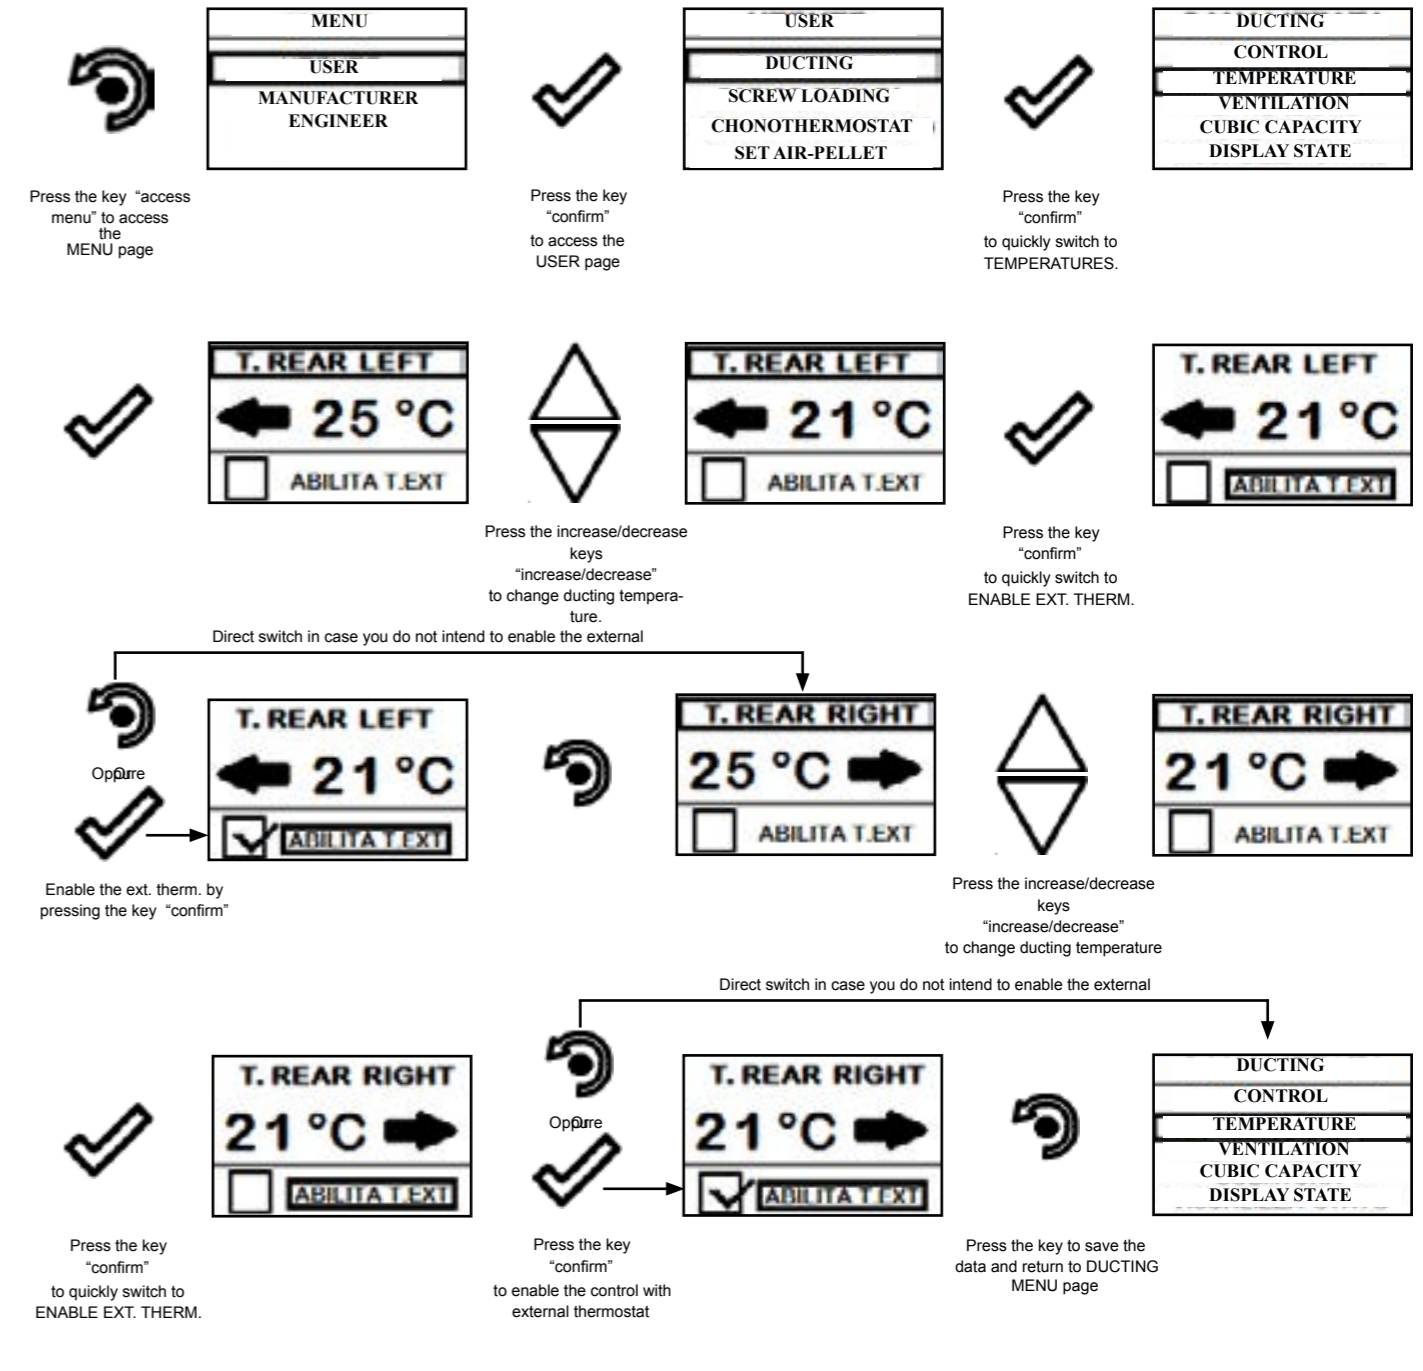 MENU
USER
MANUFACTURER
ENGINEER
USER
DUCTING
SCREW LOADING
CHONOTHERMOSTAT
SET AIR-PELLET
DUCTING
CONTROL
TEMPERATURE
VENTILATION
CUBIC CAPACITY
DISPLAY STATE
Press the key “access
menu” to access
the
MENU page
Press the key
“confirm”
to access the
USER page
Press the key
“confirm”
to quickly switch to
TEMPERATURES.
T. REAR LEFT
25 °C
ABILITA T.EXT
T. REAR LEFT
21 °C
ABILITA T.EXT
T. REAR LEFT
21 °C
ABILITA T.EXT
Press the increase/decrease
keys
“increase/decrease”
to change ducting tempera-
ture.
Press the key
“confirm”
to quickly switch to
ENABLE EXT. THERM.
Direct switch in case you do not intend to enable the external
Oppure
T. REAR LEFT
21 °C
ABILITA T.EXT
T. REAR RIGHT
25 °C
ABILITA T.EXT
T. REAR RIGHT
21 °C
ABILITA T.EXT
Enable the ext. therm. by
pressing the key “confirm”
Press the increase/decrease
keys
“increase/decrease”
to change ducting temperature
Direct switch in case you do not intend to enable the external
T. REAR RIGHT
21 °C
ABILITA T.EXT
Oppure
T. REAR RIGHT
21 °C
ABILITA T.EXT
DUCTING
CONTROL
TEMPERATURE
VENTILATION
CUBIC CAPACITY
DISPLAY STATE
Press the key
“confirm”
to quickly switch to
ENABLE EXT. THERM.
Press the key
“confirm”
to enable the control with
external thermostat
Press the key to save the
data and return to DUCTING
MENU page